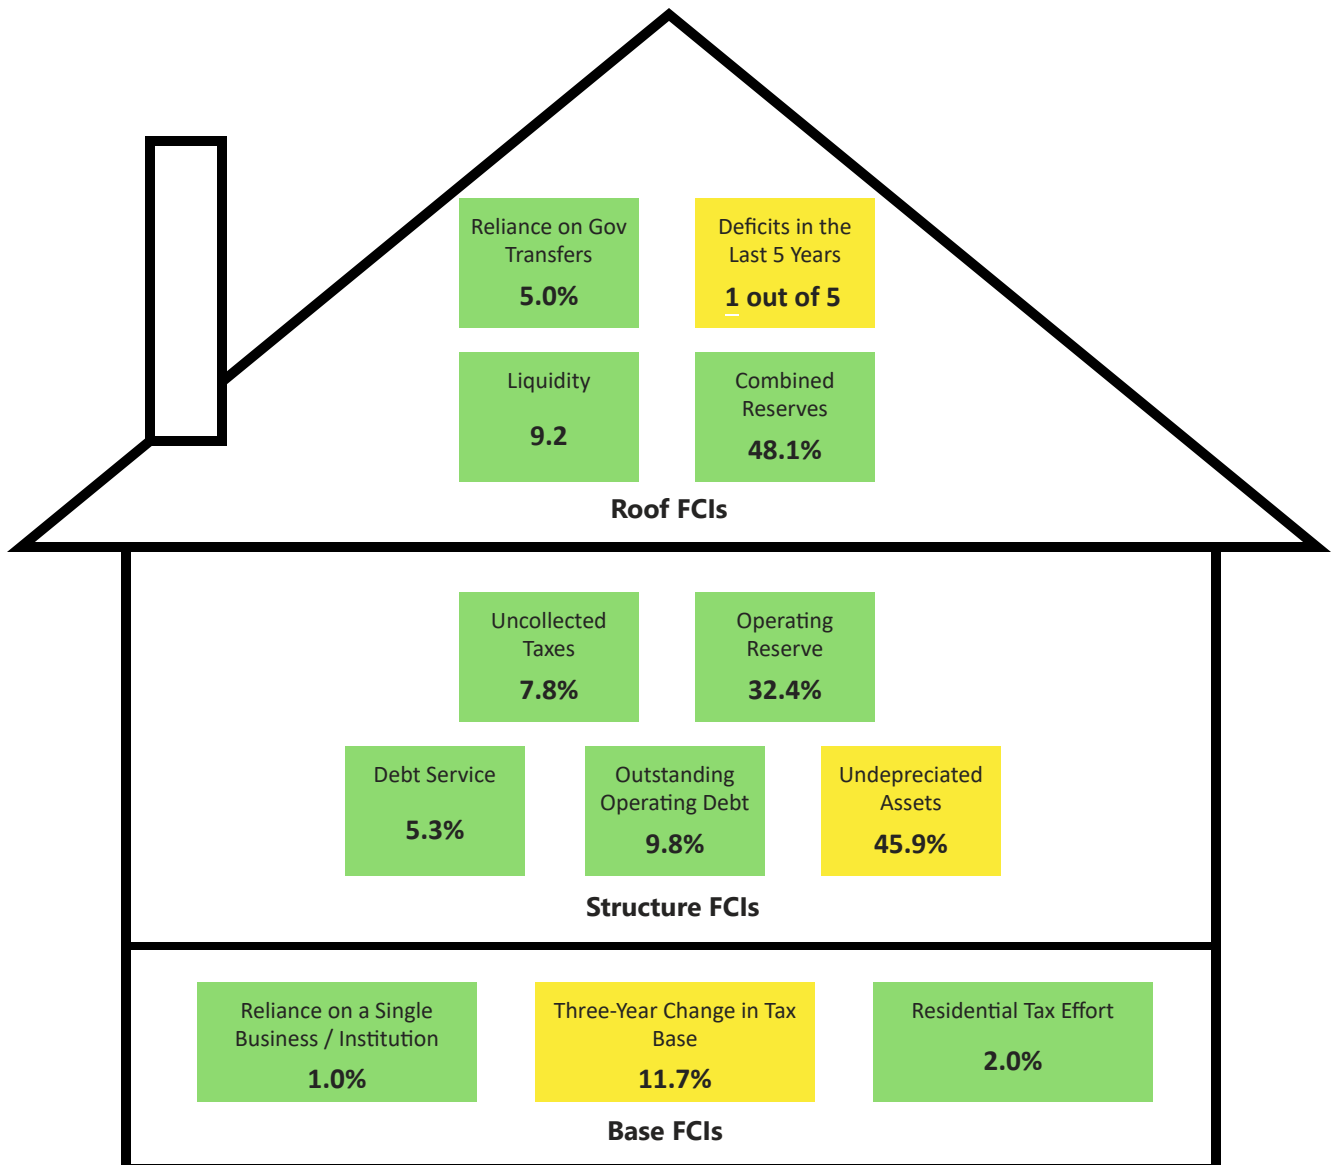 Reliance on Gov
Transfers
5.0%
Deficits in the
Last 5 Years
1 out of 5
Liquidity
9.2
Combined
Reserves
48.1%
Roof FCIs
Uncollected
Taxes
7.8%
Operating
Reserve
32.4%
Debt Service
5.3%
Outstanding
Operating Debt
9.8%
Undepreciated
Assets
45.9%
Structure FCIs
Reliance on a Single
Business / Institution
1.0%
Three-Year Change in Tax
Base
11.7%
Residential Tax Effort
2.0%
Base FCIs